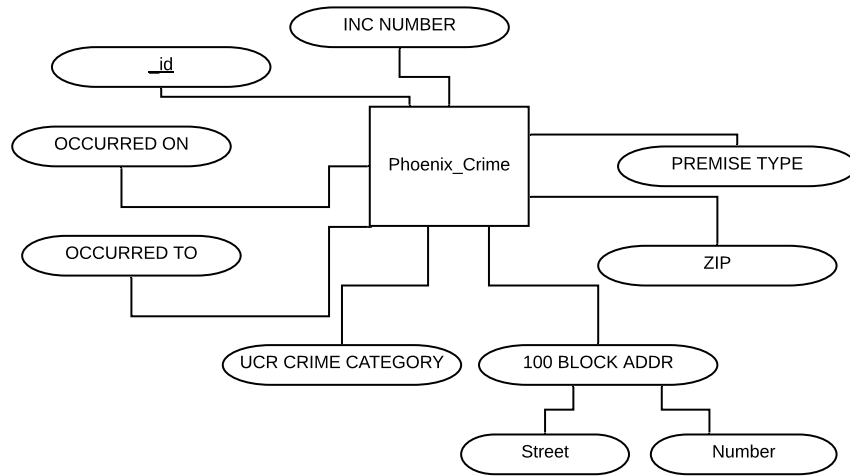 INC NUMBER
_id
OCCURRED ON
Phoenix_Crime
PREMISE TYPE
OCCURRED TO
ZIP
UCR CRIME CATEGORY
100 BLOCK ADDR
Street
Number